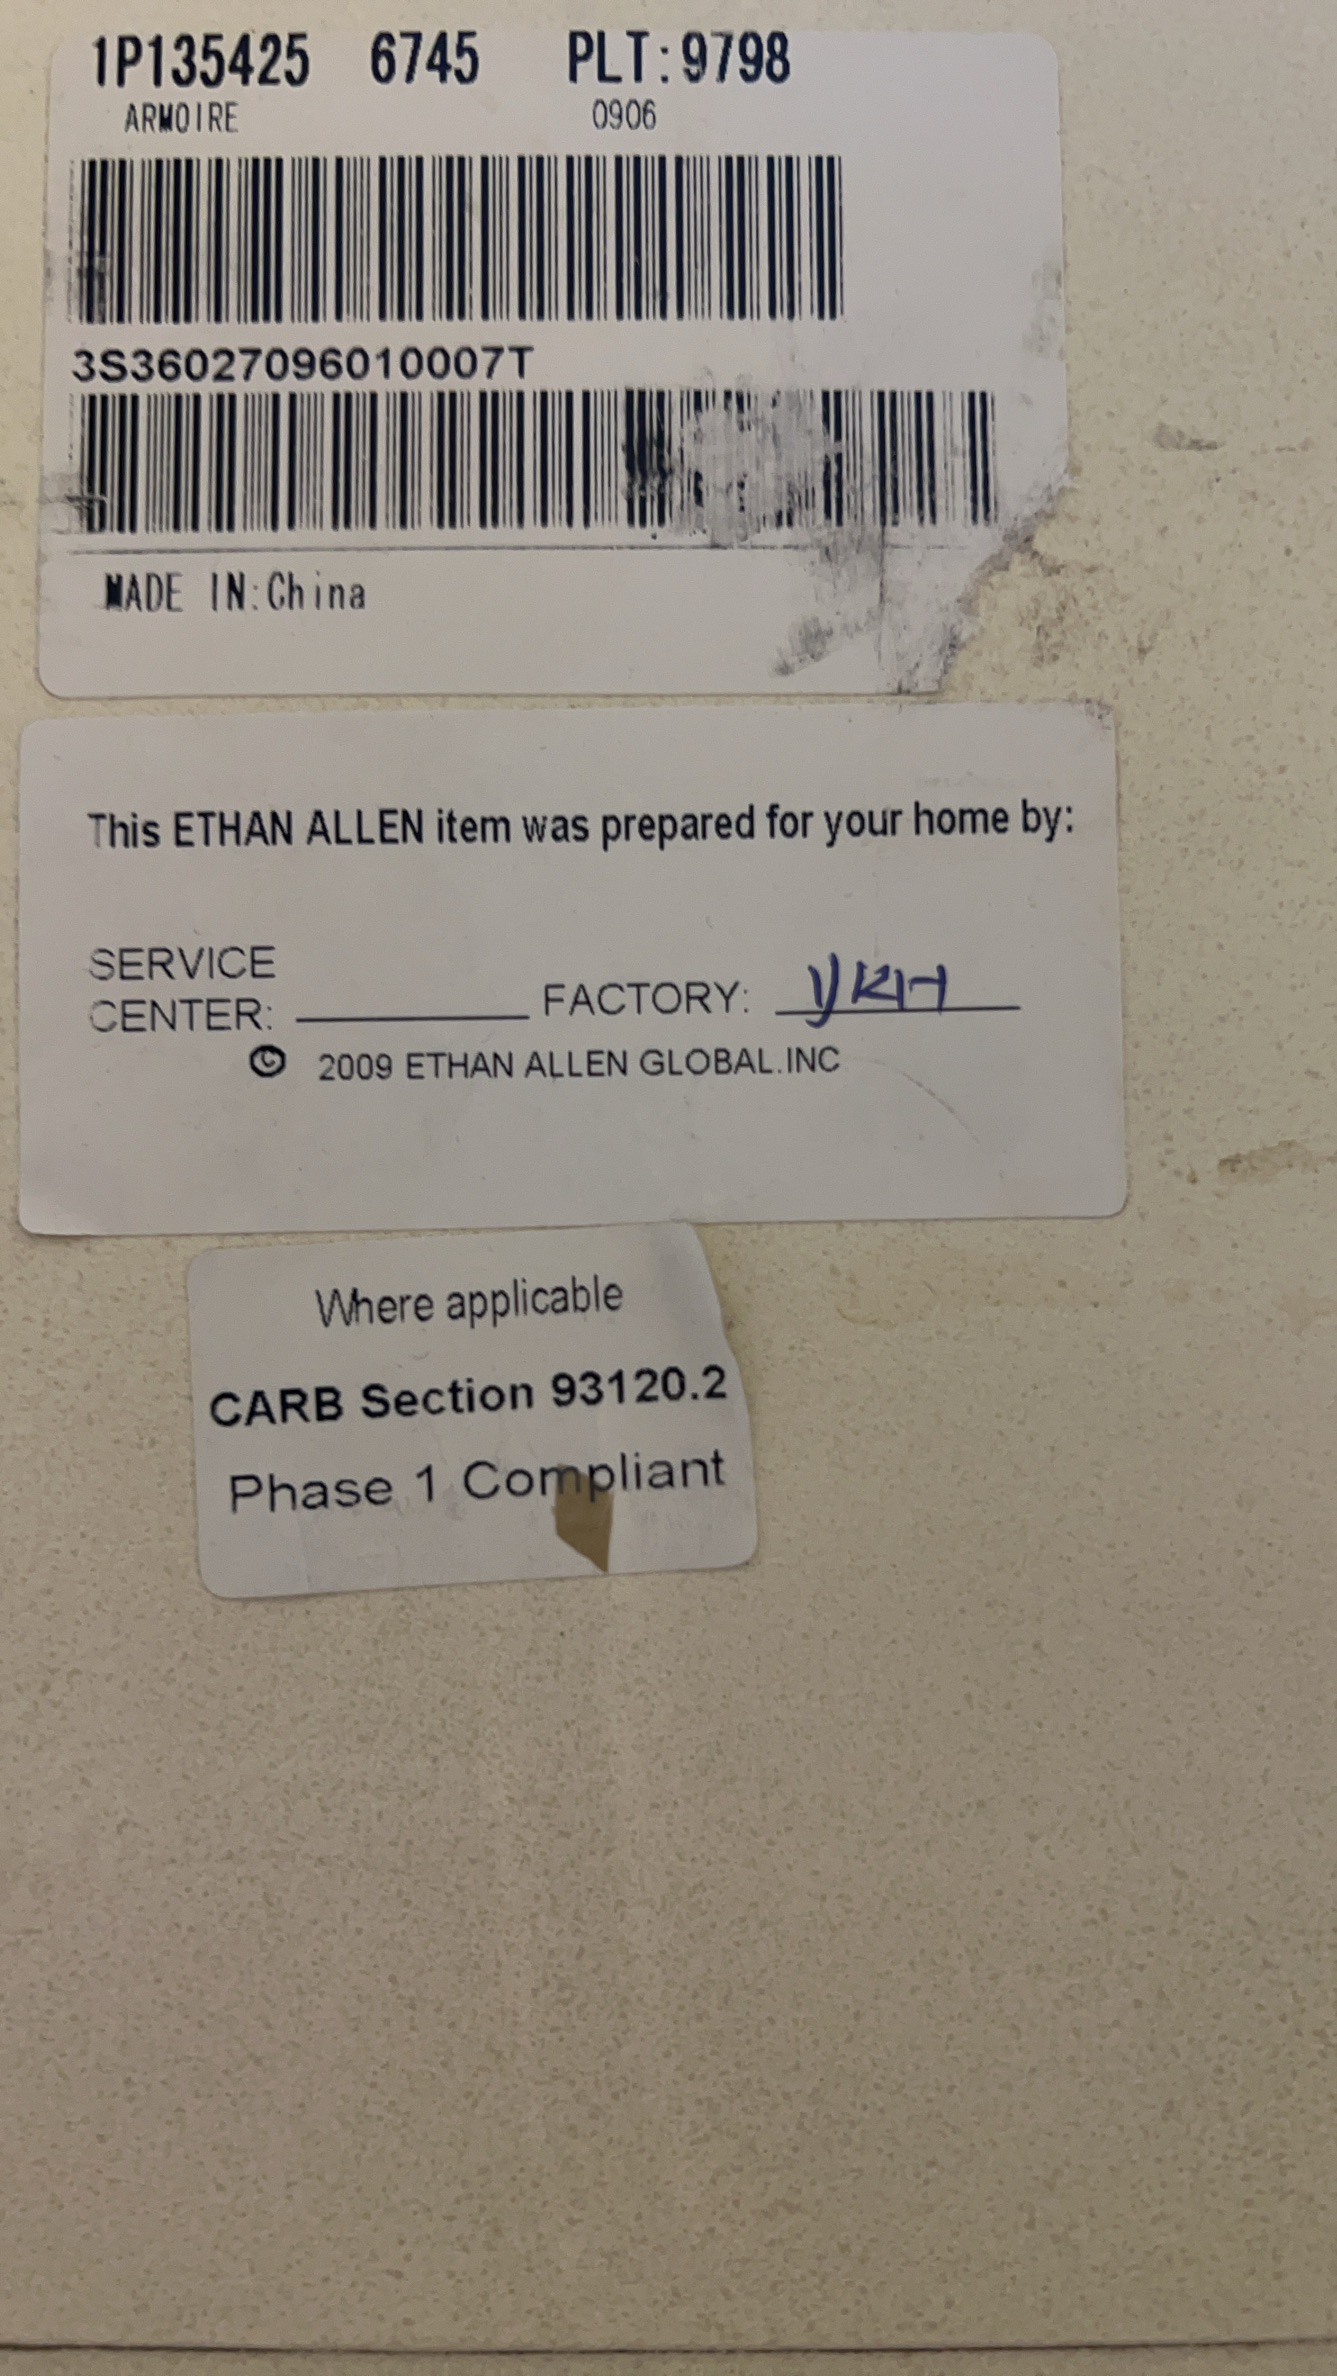 1P135425 6745 PLT:9798
ARMOIRE 0906
3S36027096010007T
MADE IN:China
This ETHAN ALLEN item was prepared for your home by:
SERVICE
CENTER: FACTORY:
© 2009 ETHAN ALLEN GLOBAL.INC
Where applicable
CARB Section 93120.2
Phase 1 Compliant